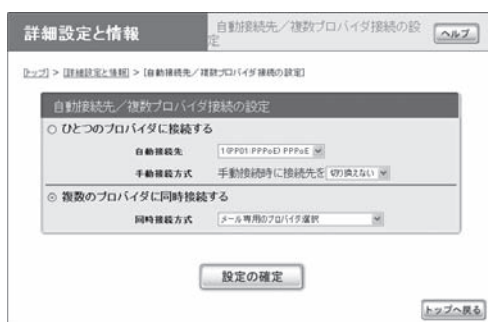 詳細設定と情報
自動接続先／複数プロバイダ接続の設
定
ヘルプ
[トップ] > [詳細設定と情報] > [自動接続先／複数プロバイダ接続の設定]
自動接続先／複数プロバイダ接続の設定
ひとつのプロバイダに接続する
自動接続先 1(PP01:PPPoE) PPPoE
手動接続方式 手動接続時に接続先を 切り換えない
複数のプロバイダに同時接続する
同時接続方式 メール専用のプロバイダ選択
設定の確定
トップへ戻る